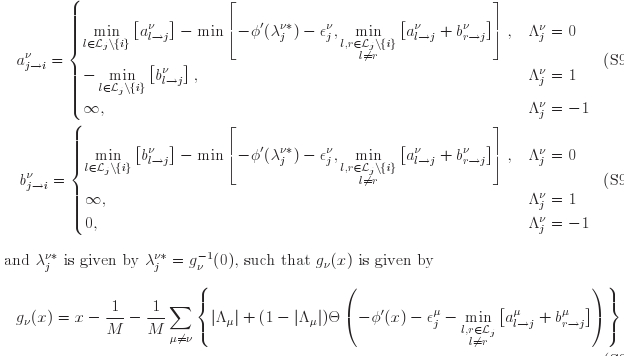 a^ν_{j→i} = { min_{l∈𝓛_j\{i}} [a^ν_{l→j}] − min [ −ϕ′(λ^{ν*}_j) − ϵ^ν_j, min_{l,r∈𝓛_j\{i}, l≠r} [a^ν_{l→j} + b^ν_{r→j}] ] , Λ^ν_j = 0 (S9
− min_{l∈𝓛_j\{i}} [b^ν_{l→j}] , Λ^ν_j = 1
∞, Λ^ν_j = −1
b^ν_{j→i} = { min_{l∈𝓛_j\{i}} [b^ν_{l→j}] − min [ −ϕ′(λ^{ν*}_j) − ϵ^ν_j, min_{l,r∈𝓛_j\{i}, l≠r} [a^ν_{l→j} + b^ν_{r→j}] ] , Λ^ν_j = 0 (S9
∞, Λ^ν_j = 1
0, Λ^ν_j = −1
and λ^{ν*}_j is given by λ^{ν*}_j = g_ν^{−1}(0), such that g_ν(x) is given by
g_ν(x) = x − 1/M − 1/M ∑_{μ≠ν} { |Λ_μ| + (1 − |Λ_μ|)Θ ( −ϕ′(x) − ϵ^μ_j − min_{l,r∈𝓛_j, l≠r} [a^μ_{l→j} + b^μ_{r→j}] ) }